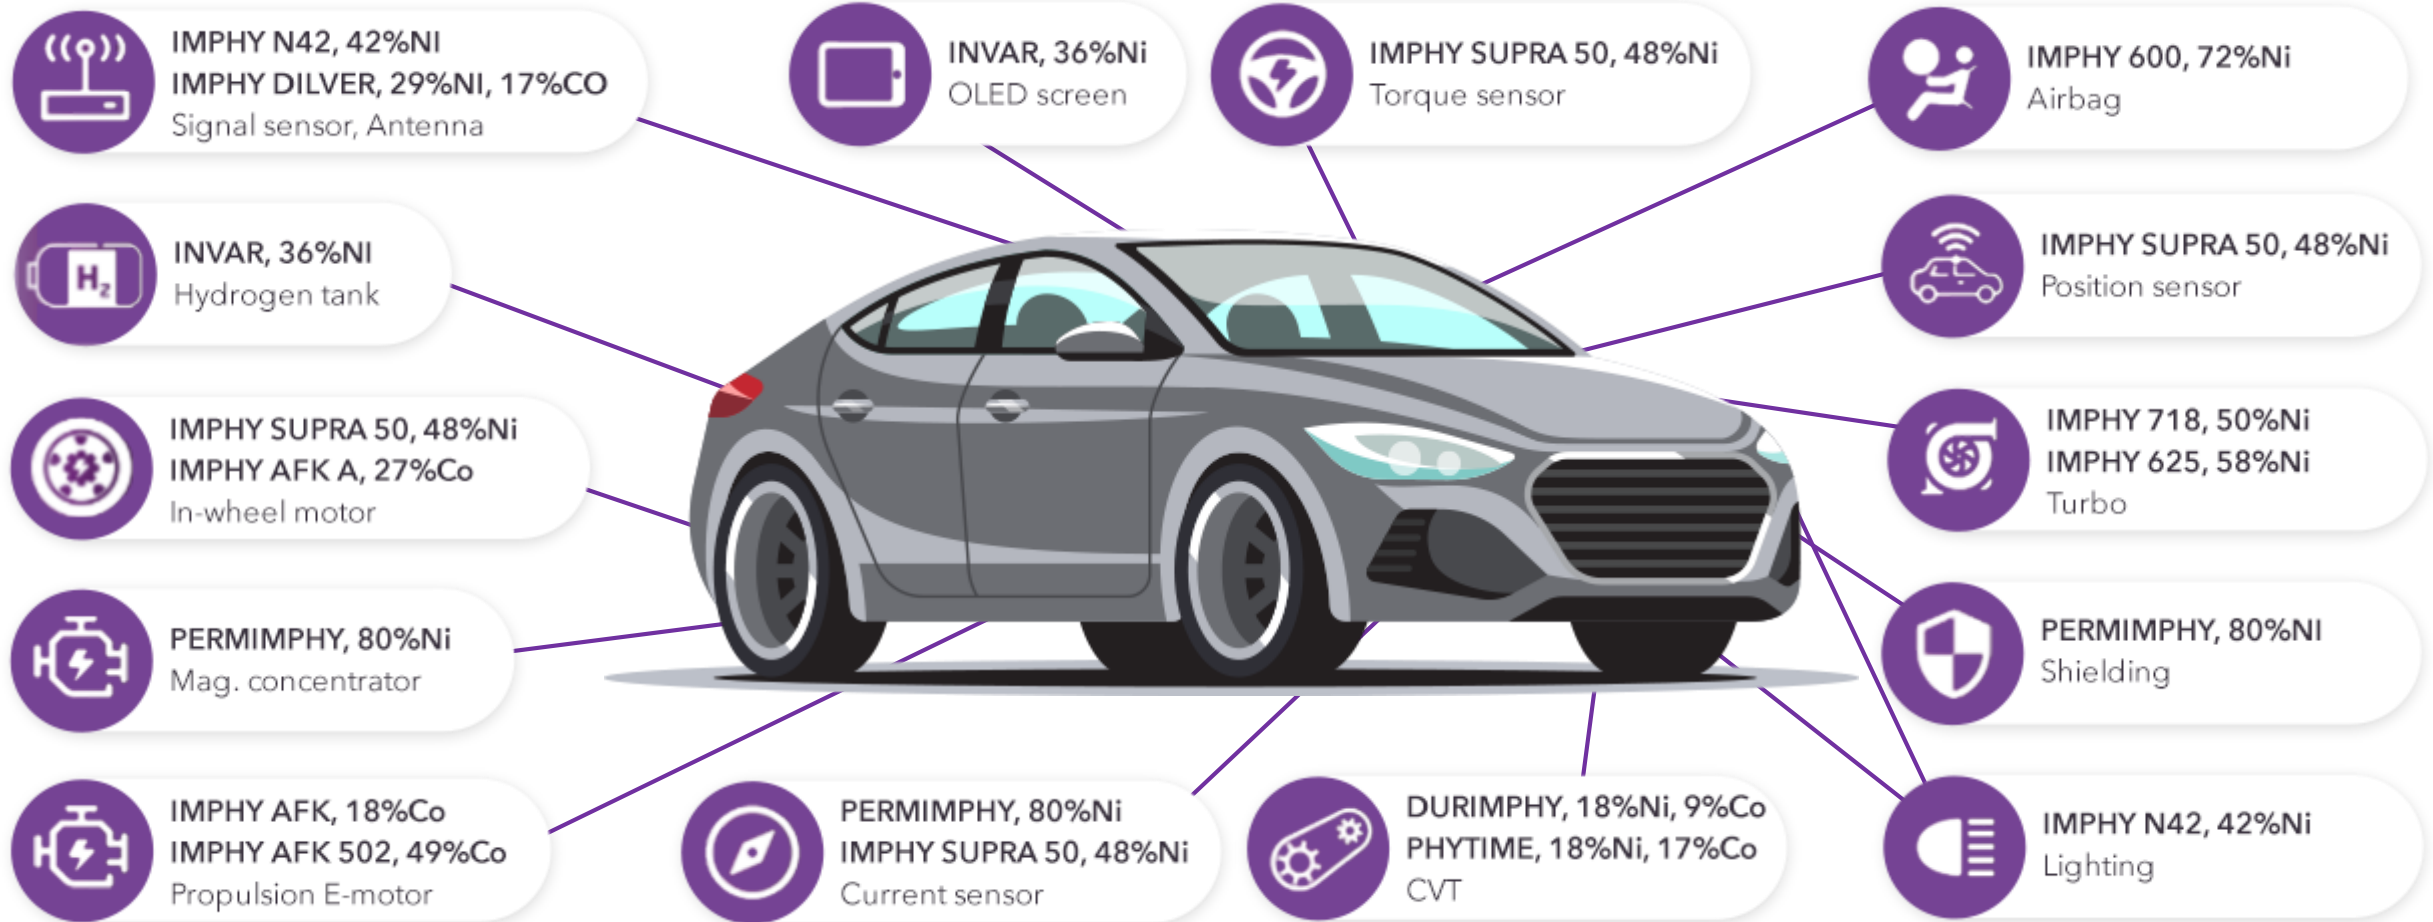 IMPHY N42, 42%NI
IMPHY DILVER, 29%NI, 17%CO
Signal sensor, Antenna
INVAR, 36%Ni
OLED screen
IMPHY SUPRA 50, 48%Ni
Torque sensor
IMPHY 600, 72%Ni
Airbag
H2
INVAR, 36%NI
Hydrogen tank
IMPHY SUPRA 50, 48%Ni
Position sensor
IMPHY SUPRA 50, 48%Ni
IMPHY AFK A, 27%Co
In-wheel motor
IMPHY 718, 50%Ni
IMPHY 625, 58%Ni
Turbo
PERMIMPHY, 80%Ni
Mag. concentrator
PERMIMPHY, 80%NI
Shielding
IMPHY AFK, 18%Co
IMPHY AFK 502, 49%Co
Propulsion E-motor
PERMIMPHY, 80%Ni
IMPHY SUPRA 50, 48%Ni
Current sensor
DURIMPHY, 18%Ni, 9%Co
PHYTIME, 18%Ni, 17%Co
CVT
IMPHY N42, 42%Ni
Lighting